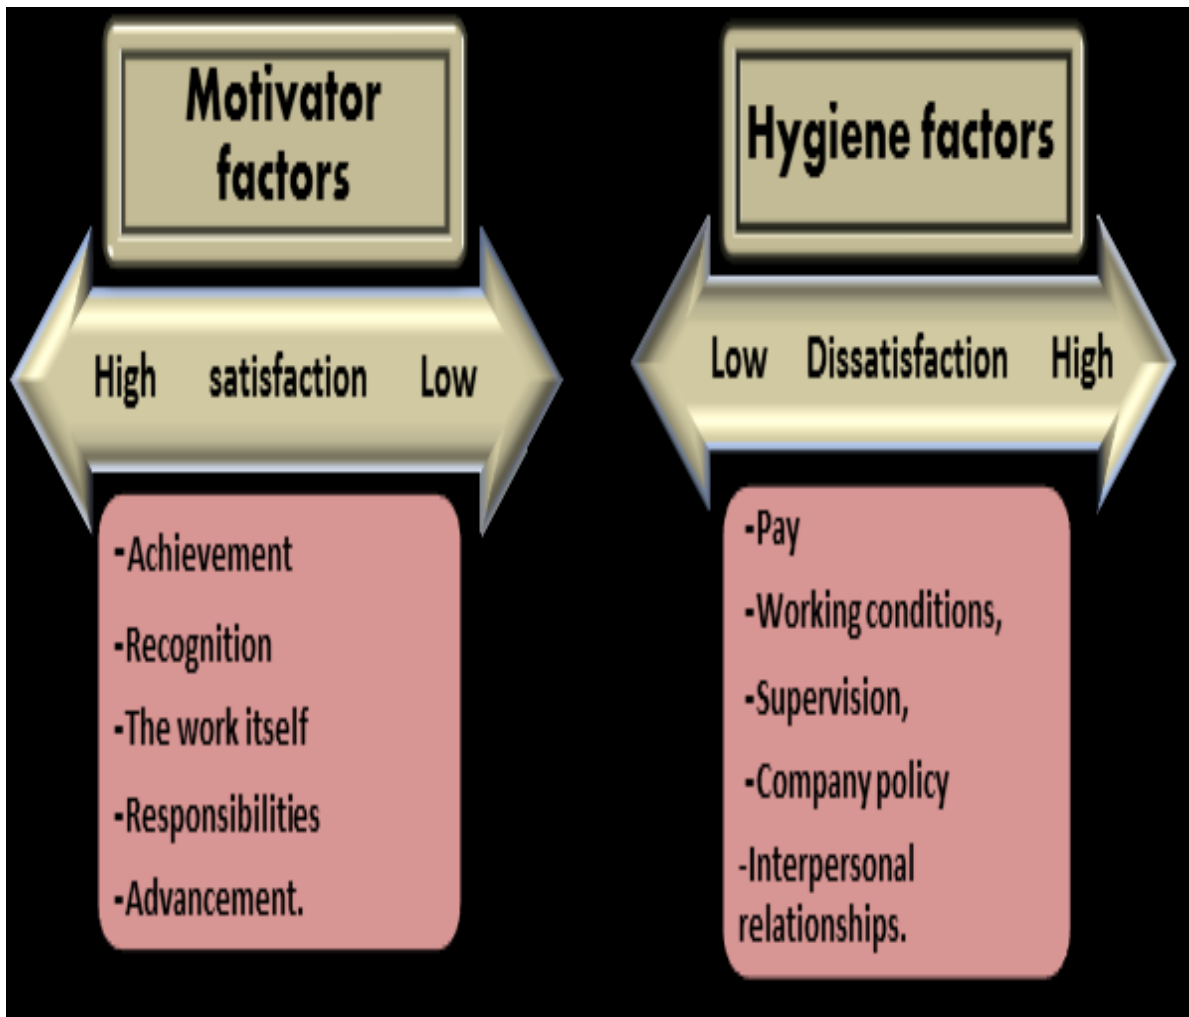 Motivator
factors
High satisfaction Low
-Achievement
-Recognition
-The work itself
-Responsibilities
-Advancement.
Hygiene factors
Low Dissatisfaction High
-Pay
-Working conditions,
-Supervision,
-Company policy
-Interpersonal
relationships.